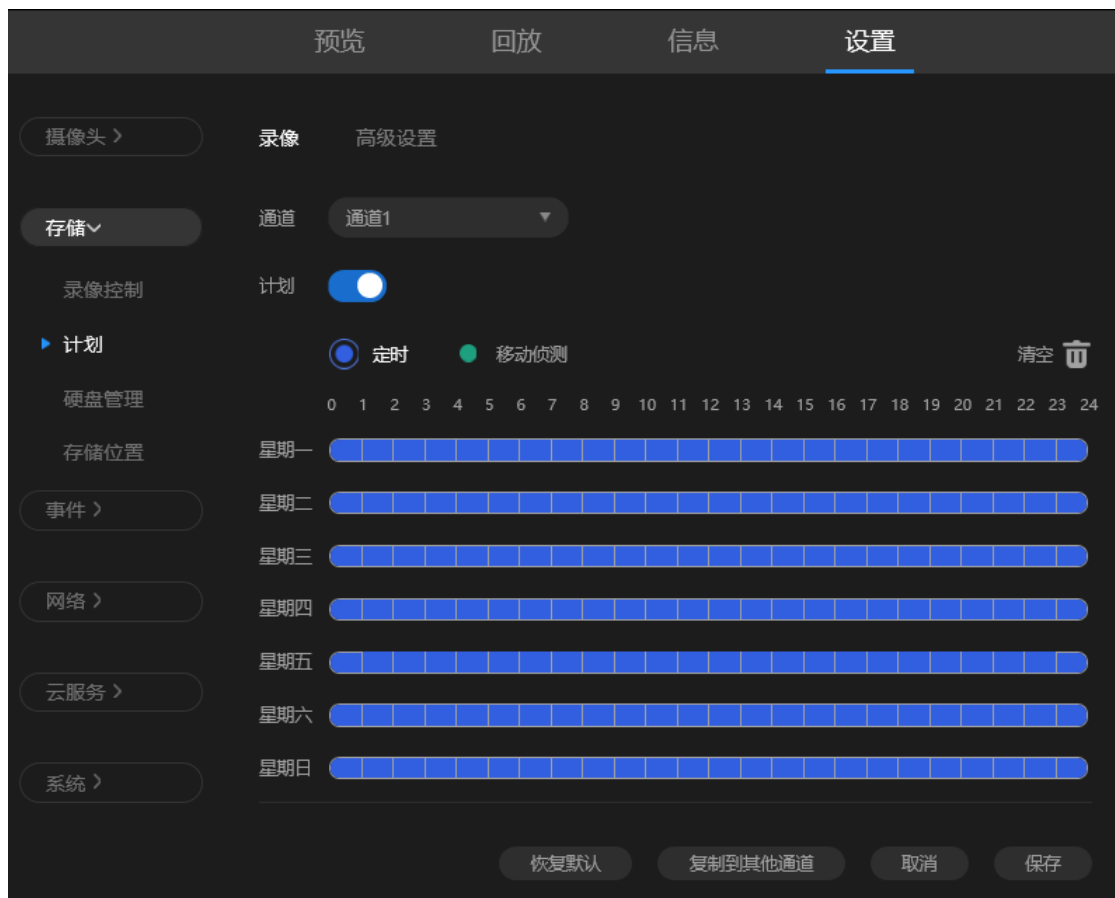 预览 回放 信息 设置
摄像头
录像 高级设置
存储
通道 通道1
录像控制
计划
计划
定时 移动侦测 清空
硬盘管理
0 1 2 3 4 5 6 7 8 9 10 11 12 13 14 15 16 17 18 19 20 21 22 23 24
存储位置
星期一
事件
星期二
星期三
网络
星期四
星期五
云服务
星期六
星期日
系统
恢复默认 复制到其他通道 取消 保存